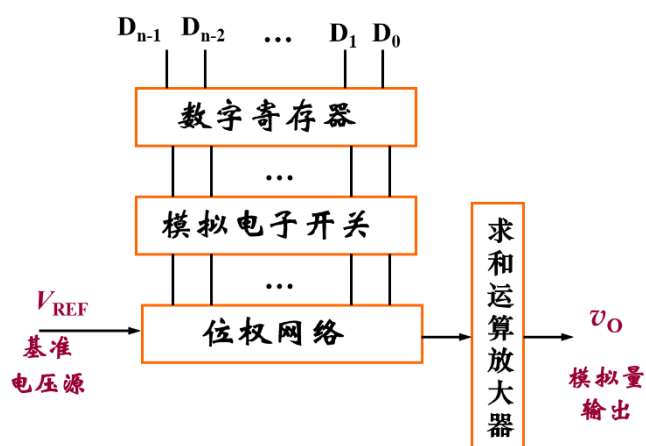 Dn-1 Dn-2 ... D1 D0
数字寄存器
...
模拟电子开关
...
位权网络
VREF
基准
电压源
求和运算放大器
vO
模拟量
输出